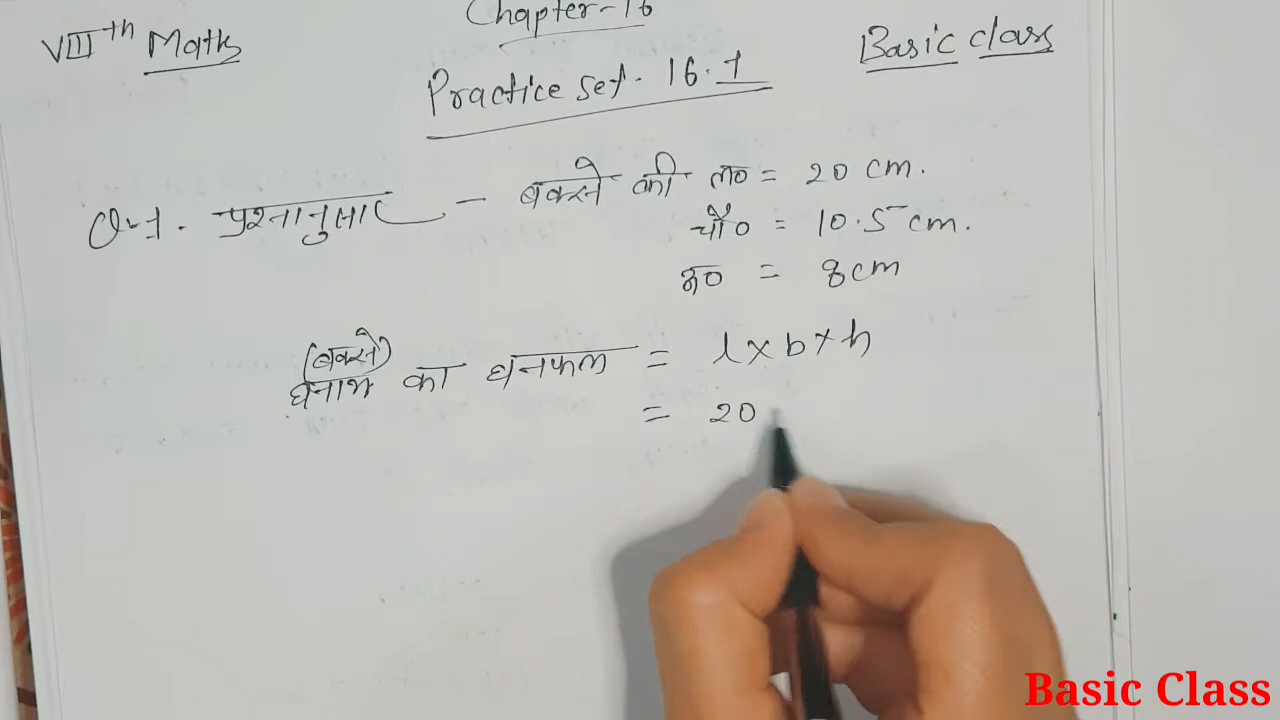 Chapter-16
VIIIth Maths
Basic class
Practice set- 16.1
Q-1. प्रश्नानुसार - बक्से की ल० = 20 cm.
चौ० = 10.5 cm.
ऊ० = 8cm
(बक्से)
घनाभ का घनफल = l×b×h
= 20
Basic Class